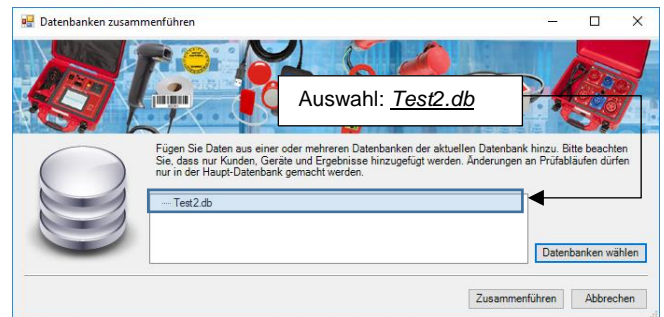 Datenbanken zusammenführen
Auswahl: Test2.db
Fügen Sie Daten aus einer oder mehreren Datenbanken der aktuellen Datenbank hinzu. Bitte beachten
Sie, dass nur Kunden, Geräte und Ergebnisse hinzugefügt werden. Änderungen an Prüfabläufen dürfen
nur in der Haupt-Datenbank gemacht werden.
Test2.db
Datenbanken wählen
Zusammenführen
Abbrechen